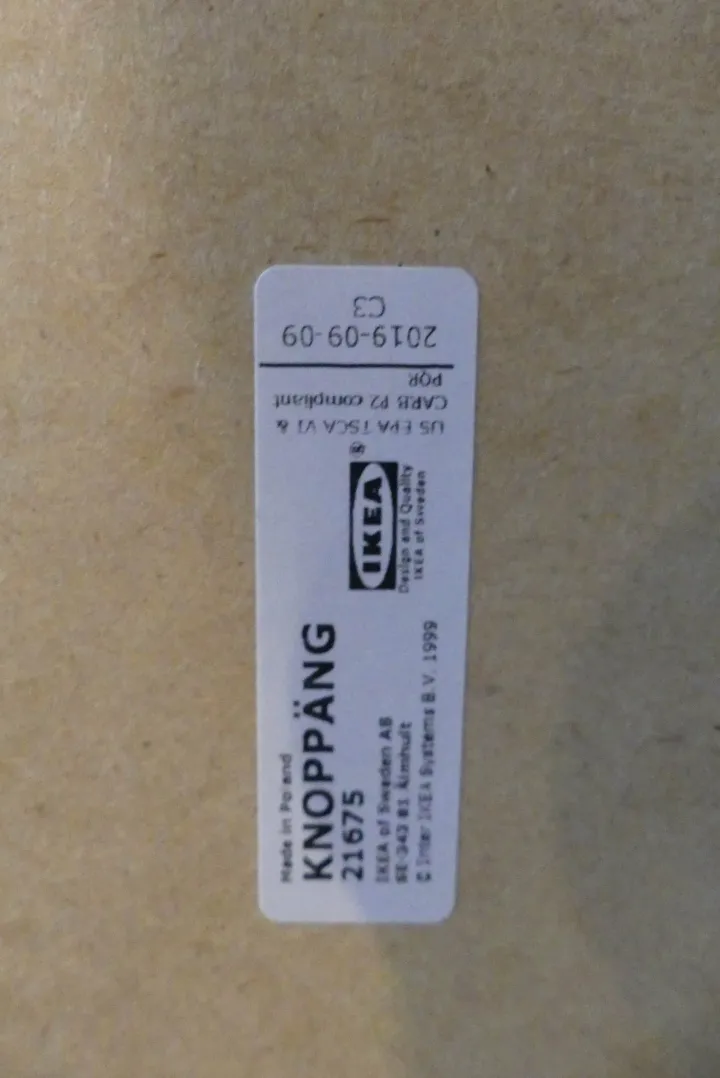 Made in Poland
KNOPPÄNG
21675
IKEA of Sweden AB
SE-343 81 Älmhult
© Inter IKEA Systems B.V. 1999
IKEA®
Design and Quality
IKEA of Sweden
US EPA TSCA VI &
CARB P2 compliant
PQR
2019-09-09
C3